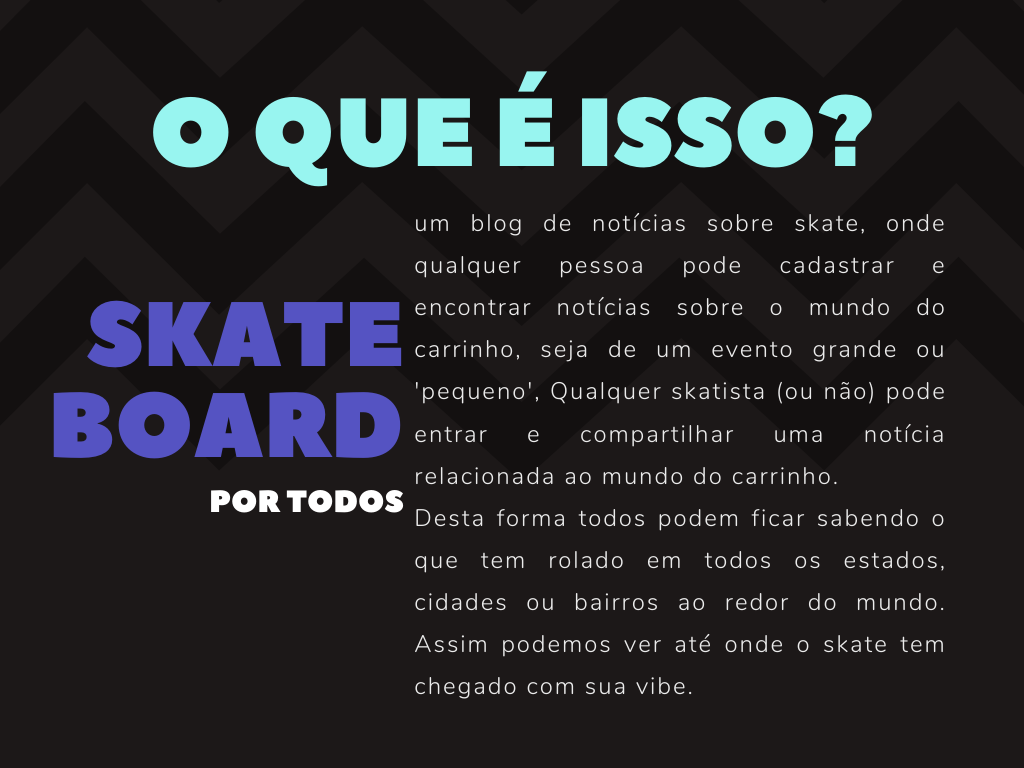 O QUE É ISSO?
SKATE
BOARD
POR TODOS
um blog de notícias sobre skate, onde
qualquer pessoa pode cadastrar e
encontrar notícias sobre o mundo do
carrinho, seja de um evento grande ou
'pequeno', Qualquer skatista (ou não) pode
entrar e compartilhar uma notícia
relacionada ao mundo do carrinho.
Desta forma todos podem ficar sabendo o
que tem rolado em todos os estados,
cidades ou bairros ao redor do mundo.
Assim podemos ver até onde o skate tem
chegado com sua vibe.